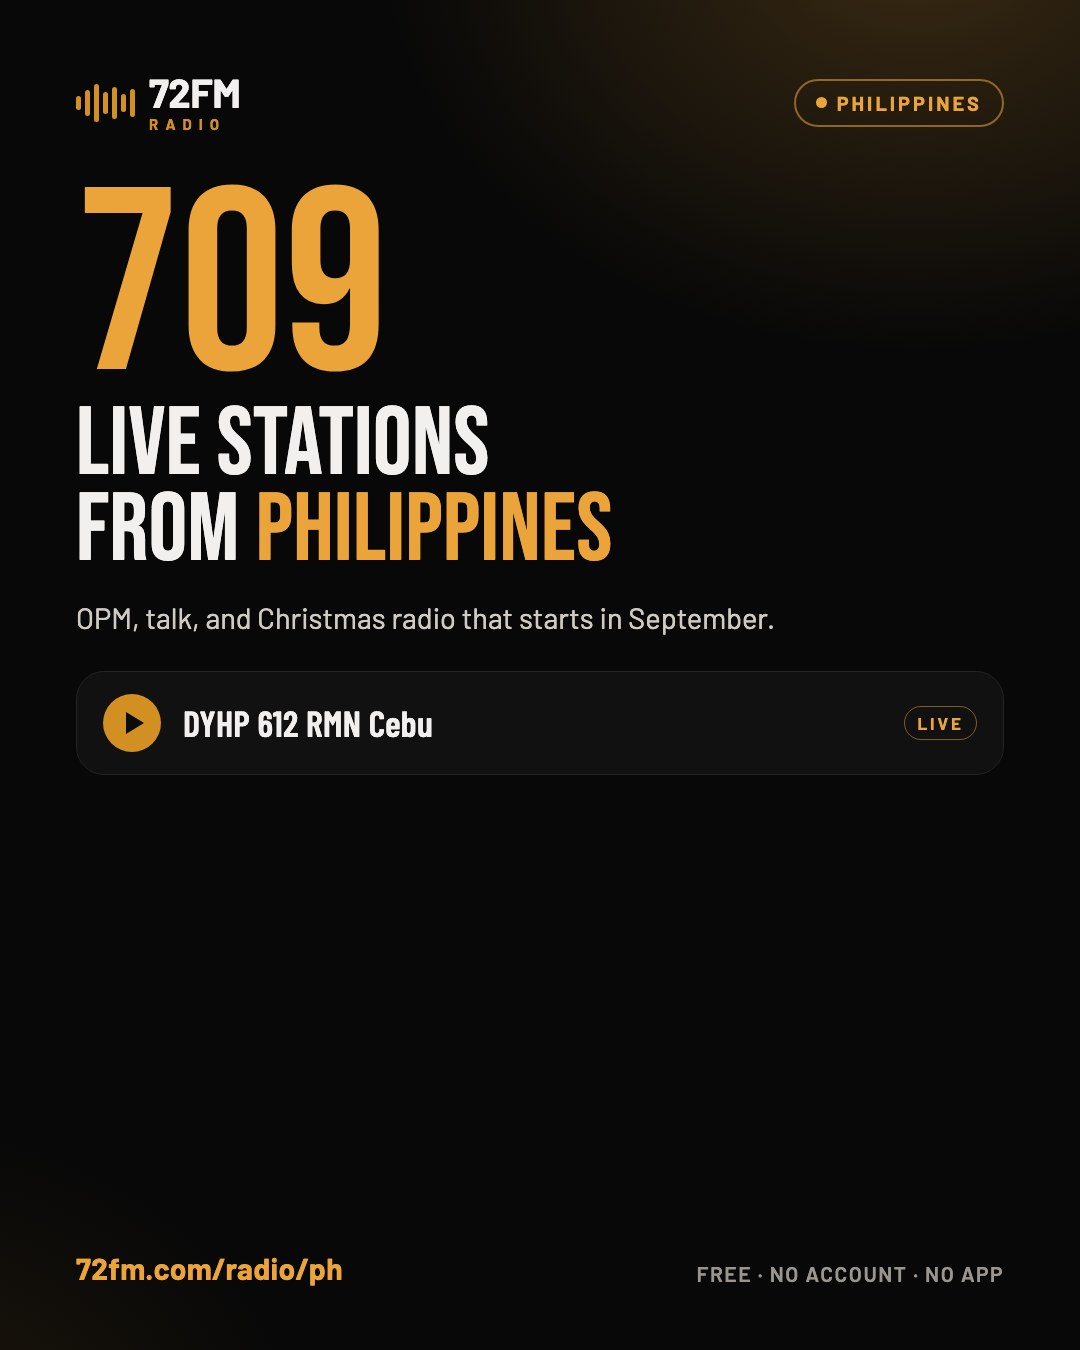 72FM
RADIO
PHILIPPINES
709
LIVE STATIONS
FROM PHILIPPINES
OPM, talk, and Christmas radio that starts in September.
DYHP 612 RMN Cebu
LIVE
72fm.com/radio/ph
FREE · NO ACCOUNT · NO APP